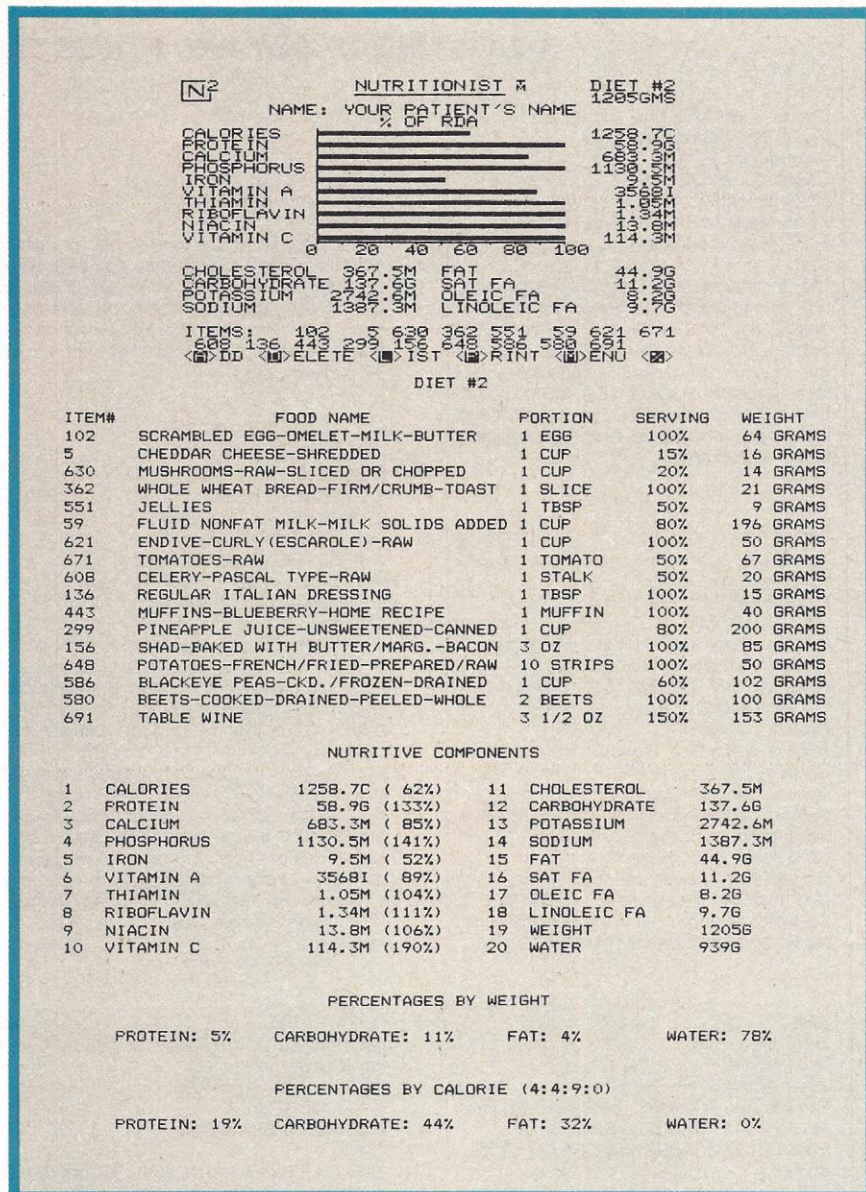 N2 NUTRITIONIST DIET #2
1205GMS
NAME: YOUR PATIENT'S NAME
% OF RDA
CALORIES 1258.7C
PROTEIN 58.9G
CALCIUM 683.3M
PHOSPHORUS 1130.5M
IRON 9.5M
VITAMIN A 3568I
THIAMIN 1.05M
RIBOFLAVIN 1.34M
NIACIN 13.8M
VITAMIN C 114.3M
0 20 40 60 80 100
CHOLESTEROL 367.5M FAT 44.9G
CARBOHYDRATE 137.6G SAT FA 11.2G
POTASSIUM 2742.6M OLEIC FA 8.2G
SODIUM 1387.3M LINOLEIC FA 9.7G
ITEMS: 102 5 630 362 551 59 621 671
608 136 443 299 156 648 586 580 691
<A>DD <D>ELETE <L>IST <P>RINT <M>ENU
DIET #2
ITEM# FOOD NAME PORTION SERVING WEIGHT
102 SCRAMBLED EGG-OMELET-MILK-BUTTER 1 EGG 100% 64 GRAMS
5 CHEDDAR CHEESE-SHREDDED 1 CUP 15% 16 GRAMS
630 MUSHROOMS-RAW-SLICED OR CHOPPED 1 CUP 20% 14 GRAMS
362 WHOLE WHEAT BREAD-FIRM/CRUMB-TOAST 1 SLICE 100% 21 GRAMS
551 JELLIES 1 TBSP 50% 9 GRAMS
59 FLUID NONFAT MILK-MILK SOLIDS ADDED 1 CUP 80% 196 GRAMS
621 ENDIVE-CURLY(ESCAROLE)-RAW 1 CUP 100% 50 GRAMS
671 TOMATOES-RAW 1 TOMATO 50% 67 GRAMS
608 CELERY-PASCAL TYPE-RAW 1 STALK 50% 20 GRAMS
136 REGULAR ITALIAN DRESSING 1 TBSP 100% 15 GRAMS
443 MUFFINS-BLUEBERRY-HOME RECIPE 1 MUFFIN 100% 40 GRAMS
299 PINEAPPLE JUICE-UNSWEETENED-CANNED 1 CUP 80% 200 GRAMS
156 SHAD-BAKED WITH BUTTER/MARG.-BACON 3 OZ 100% 85 GRAMS
648 POTATOES-FRENCH/FRIED-PREPARED/RAW 10 STRIPS 100% 50 GRAMS
586 BLACKEYE PEAS-CKD./FROZEN-DRAINED 1 CUP 60% 102 GRAMS
580 BEETS-COOKED-DRAINED-PEELED-WHOLE 2 BEETS 100% 100 GRAMS
691 TABLE WINE 3 1/2 OZ 150% 153 GRAMS
NUTRITIVE COMPONENTS
1 CALORIES 1258.7C ( 62%) 11 CHOLESTEROL 367.5M
2 PROTEIN 58.9G (133%) 12 CARBOHYDRATE 137.6G
3 CALCIUM 683.3M ( 85%) 13 POTASSIUM 2742.6M
4 PHOSPHORUS 1130.5M (141%) 14 SODIUM 1387.3M
5 IRON 9.5M ( 52%) 15 FAT 44.9G
6 VITAMIN A 3568I ( 89%) 16 SAT FA 11.2G
7 THIAMIN 1.05M (104%) 17 OLEIC FA 8.2G
8 RIBOFLAVIN 1.34M (111%) 18 LINOLEIC FA 9.7G
9 NIACIN 13.8M (106%) 19 WEIGHT 1205G
10 VITAMIN C 114.3M (190%) 20 WATER 939G
PERCENTAGES BY WEIGHT
PROTEIN: 5% CARBOHYDRATE: 11% FAT: 4% WATER: 78%
PERCENTAGES BY CALORIE (4:4:9:0)
PROTEIN: 19% CARBOHYDRATE: 44% FAT: 32% WATER: 0%